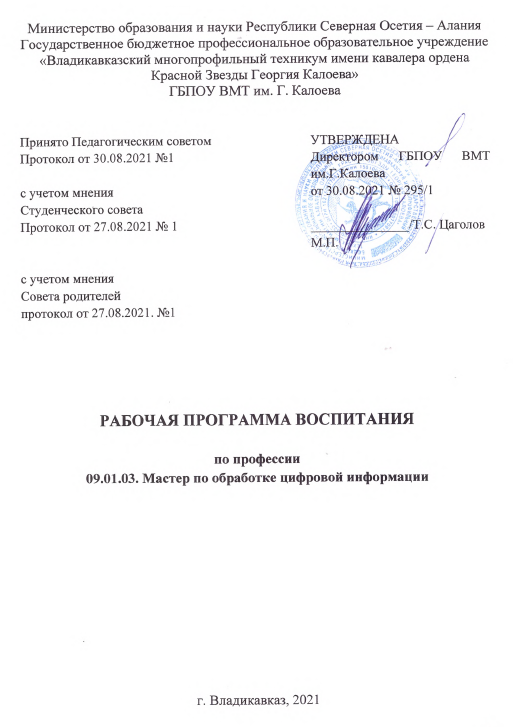 Министерство образования и науки Республики Северная Осетия – Алания
Государственное бюджетное профессиональное образовательное учреждение
«Владикавказский многопрофильный техникум имени кавалера ордена
Красной Звезды Георгия Калоева»
ГБПОУ ВМТ им. Г. Калоева
Принято Педагогическим советом
Протокол от 30.08.2021 №1
с учетом мнения
Студенческого совета
Протокол от 27.08.2021 № 1
с учетом мнения
Совета родителей
протокол от 27.08.2021. №1
УТВЕРЖДЕНА
Директором ГБПОУ ВМТ
им.Г.Калоева
от 30.08.2021 № 295/1
/Т.С. Цаголов
М.П.
РАБОЧАЯ ПРОГРАММА ВОСПИТАНИЯ
по профессии
09.01.03. Мастер по обработке цифровой информации
г. Владикавказ, 2021